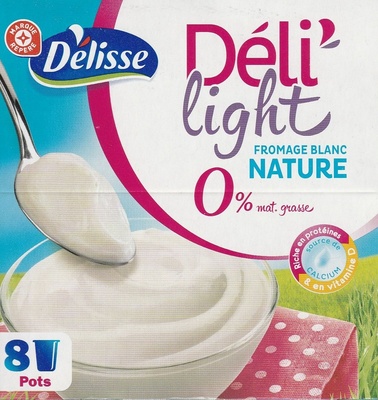 MARQUE
REPÈRE
Délisse
Déli'
light
FROMAGE BLANC
NATURE
0% mat. grasse
Riche en protéines
source de
CALCIUM
& en vitamine D
8
Pots